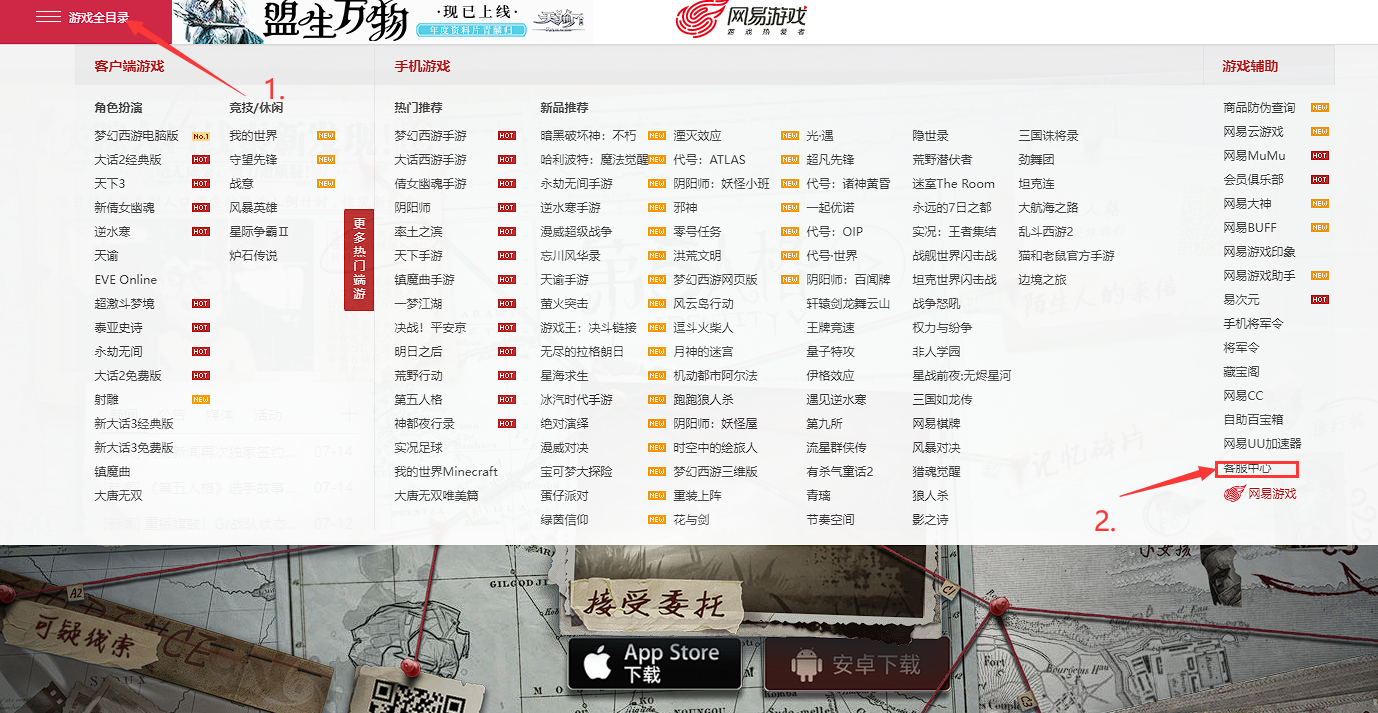 游戏全目录
盟生万物
·现已上线·
年度资料片首曝
天谕
网易游戏
游戏热爱者
1.
客户端游戏
角色扮演
梦幻西游电脑版 No.1
大话2经典版 HOT
天下3 HOT
新倩女幽魂 HOT
逆水寒 HOT
天谕
EVE Online
超激斗梦境 HOT
泰亚史诗 HOT
永劫无间 HOT
大话2免费版 HOT
射雕 NEW
新大话3经典版
新大话3免费版
镇魔曲
大唐无双
竞技/休闲
我的世界 NEW
守望先锋 NEW
战意 NEW
风暴英雄
星际争霸Ⅱ
炉石传说
更多热门端游
手机游戏
热门推荐
梦幻西游手游 HOT
大话西游手游 HOT
倩女幽魂手游 HOT
阴阳师 HOT
率土之滨 HOT
天下手游 HOT
镇魔曲手游 HOT
一梦江湖 HOT
决战！平安京 HOT
明日之后 HOT
荒野行动 HOT
第五人格 HOT
神都夜行录 HOT
实况足球
我的世界Minecraft
大唐无双唯美篇
新品推荐
暗黑破坏神：不朽 NEW
哈利波特：魔法觉醒 NEW
永劫无间手游 NEW
逆水寒手游 NEW
漫威超级战争 NEW
忘川风华录 NEW
天谕手游 NEW
萤火突击 NEW
游戏王：决斗链接 NEW
无尽的拉格朗日 NEW
星海求生 NEW
冰汽时代手游 NEW
绝对演绎 NEW
漫威对决 NEW
宝可梦大探险 NEW
蛋仔派对 NEW
绿茵信仰 NEW
湮灭效应 NEW
代号：ATLAS NEW
阴阳师：妖怪小班 NEW
邪神 NEW
零号任务 NEW
洪荒文明 NEW
梦幻西游网页版 NEW
风云岛行动
逗斗火柴人
月神的迷宫
机动都市阿尔法
跑跑狼人杀
阴阳师：妖怪屋
时空中的绘旅人
梦幻西游三维版
重装上阵
花与剑
光·遇
超凡先锋
代号：诸神黄昏
一起优诺
代号：OIP
代号·世界
阴阳师：百闻牌
轩辕剑龙舞云山
王牌竞速
量子特攻
伊格效应
遇见逆水寒
第九所
流星群侠传
有杀气童话2
青璃
节奏空间
隐世录
荒野潜伏者
迷室The Room
永远的7日之都
实况：王者集结
战舰世界闪击战
坦克世界闪击战
战争怒吼
权力与纷争
非人学园
星战前夜:无烬星河
三国如龙传
网易棋牌
风暴对决
猎魂觉醒
狼人杀
影之诗
三国诛将录
劲舞团
坦克连
大航海之路
乱斗西游2
猫和老鼠官方手游
边境之旅
游戏辅助
商品防伪查询 NEW
网易云游戏 NEW
网易MuMu HOT
会员俱乐部 HOT
网易大神 NEW
网易BUFF NEW
网易游戏印象
网易游戏助手 NEW
易次元 HOT
手机将军令
将军令
藏宝阁
网易CC
自助百宝箱
网易UU加速器
客服中心
网易游戏
2.
A2
可疑线索
接受委托
C1
小女孩
App Store
下载
安卓下载
C3